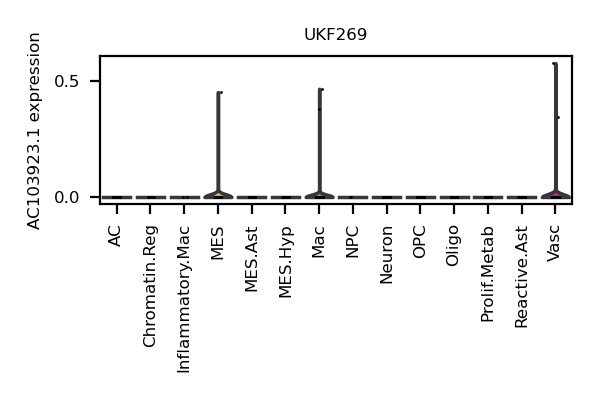 UKF269
AC103923.1 expression
0.5
0.0
AC
Chromatin.Reg
Inflammatory.Mac
MES
MES.Ast
MES.Hyp
Mac
NPC
Neuron
OPC
Oligo
Prolif.Metab
Reactive.Ast
Vasc